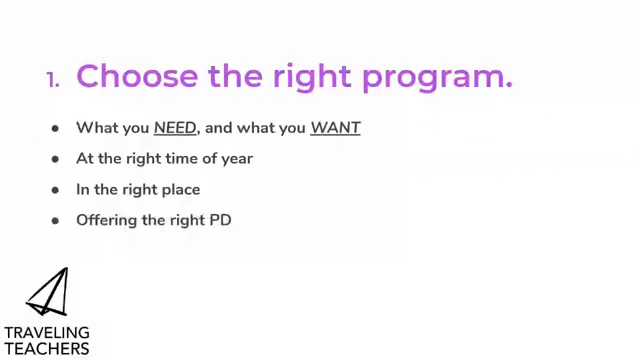 1. Choose the right program.
● What you NEED, and what you WANT
● At the right time of year
● In the right place
● Offering the right PD
TRAVELING
TEACHERS